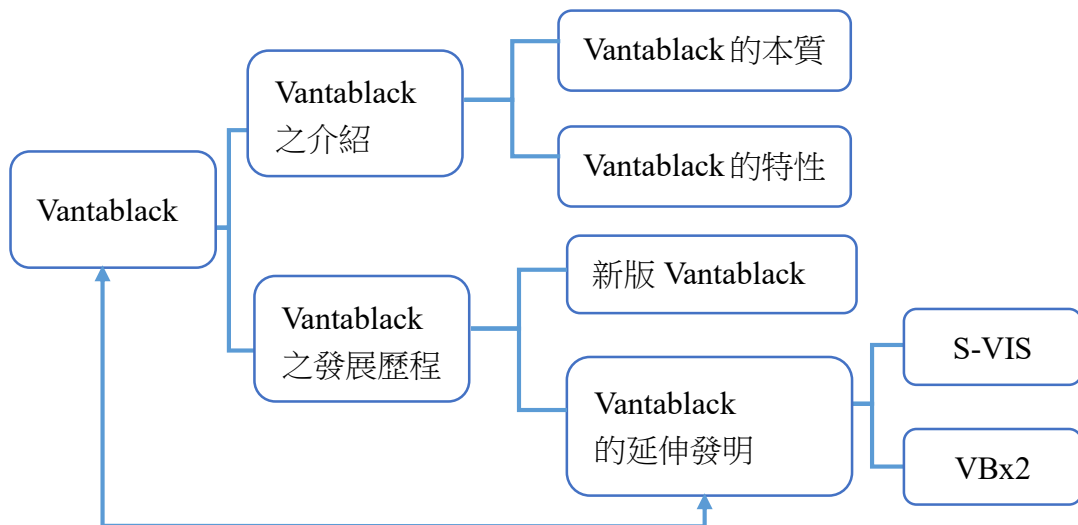 Vantablack
Vantablack
之介紹
Vantablack 的本質
Vantablack 的特性
Vantablack
之發展歷程
新版 Vantablack
Vantablack
的延伸發明
S-VIS
VBx2